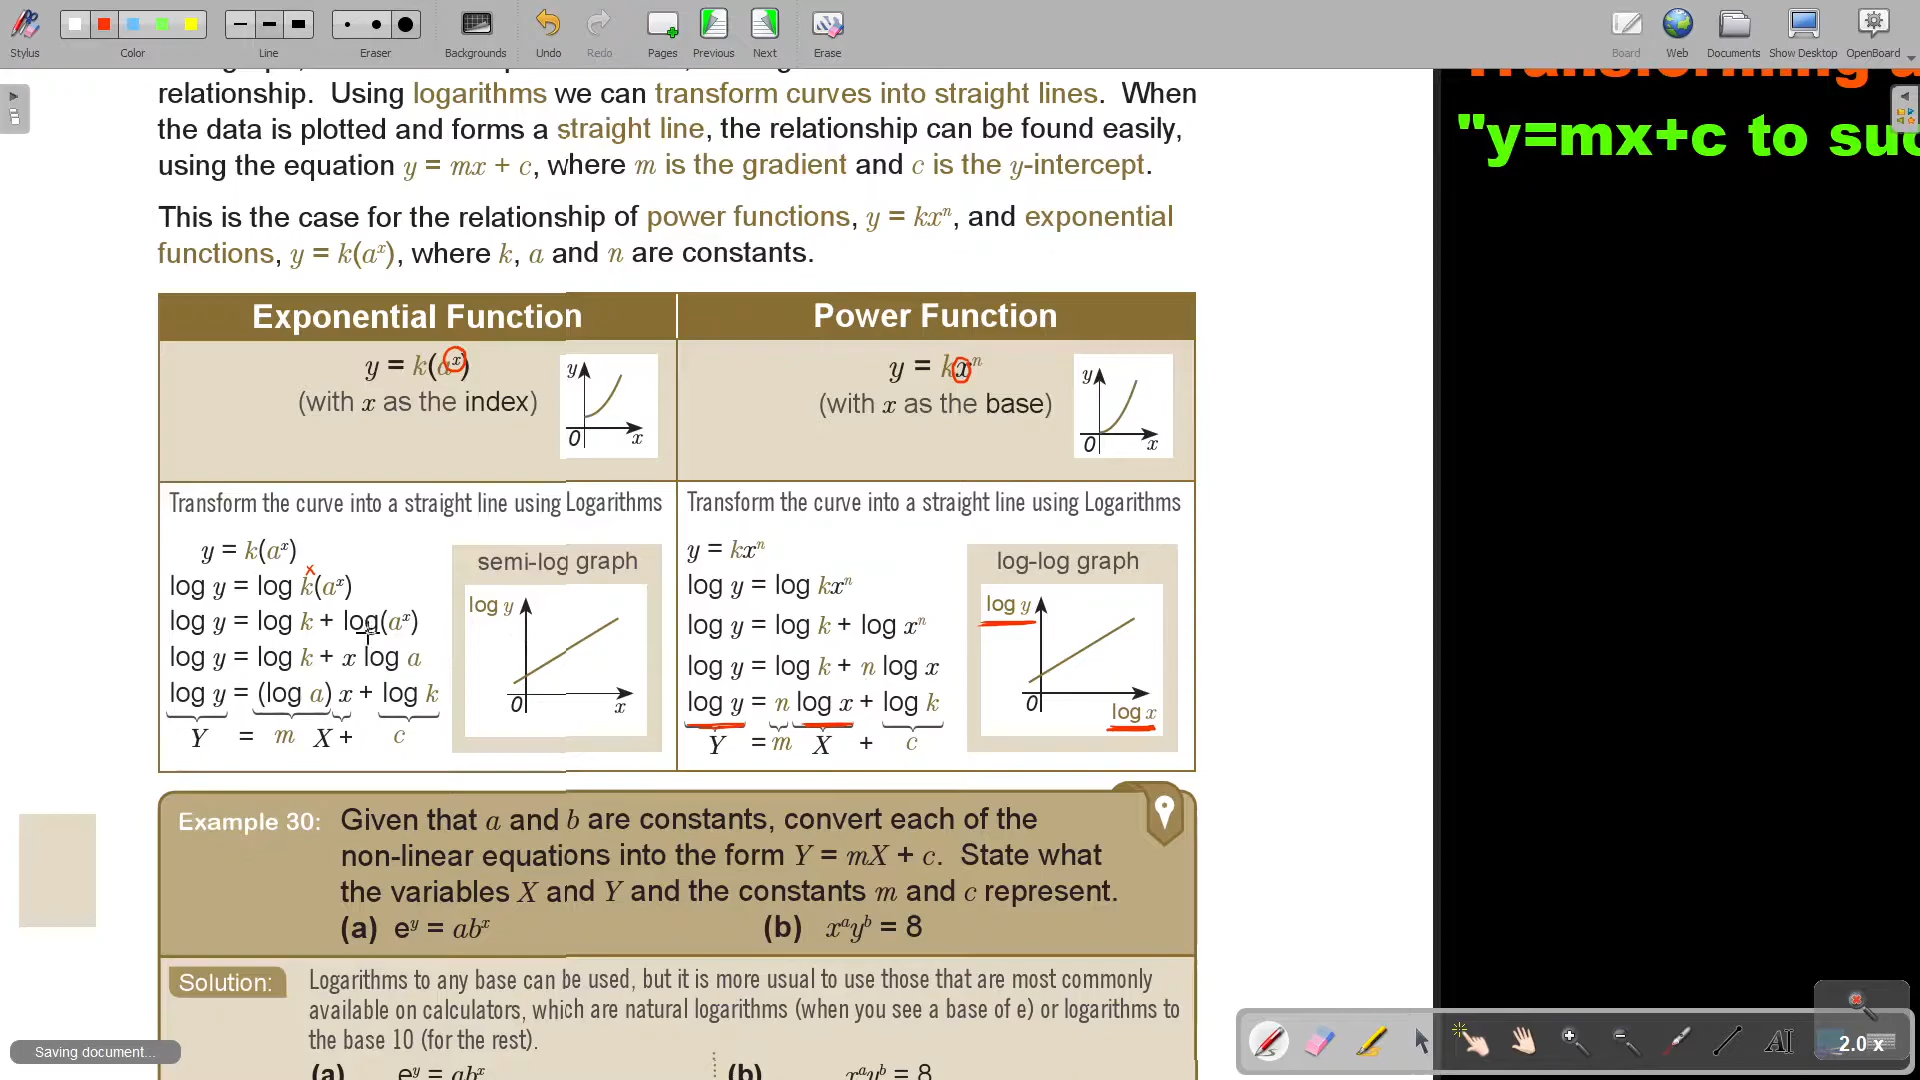 Stylus
Color
Line
Eraser
Backgrounds
Undo
Redo
Pages
Previous
Next
Erase
Board
Web
Documents
Show Desktop
OpenBoard
relationship. Using logarithms we can transform curves into straight lines. When
the data is plotted and forms a straight line, the relationship can be found easily,
using the equation y = mx + c, where m is the gradient and c is the y-intercept.
This is the case for the relationship of power functions, y = kxⁿ, and exponential
functions, y = k(aˣ), where k, a and n are constants.
Exponential Function
Power Function
y = k(aˣ)
(with x as the index)
y
0
x
y = kxⁿ
(with x as the base)
y
0
x
Transform the curve into a straight line using Logarithms
y = k(aˣ)
x
log y = log k(aˣ)
log y = log k + log(aˣ)
log y = log k + x log a
log y = (log a) x + log k
Y = m X + c
semi-log graph
log y
0
x
Transform the curve into a straight line using Logarithms
y = kxⁿ
log y = log kxⁿ
log y = log k + log xⁿ
log y = log k + n log x
log y = n log x + log k
Y = m X + c
log-log graph
log y
0
log x
Example 30: Given that a and b are constants, convert each of the
non-linear equations into the form Y = mX + c. State what
the variables X and Y and the constants m and c represent.
(a) eʸ = abˣ (b) xᵃyᵇ = 8
Solution: Logarithms to any base can be used, but it is more usual to use those that are most commonly
available on calculators, which are natural logarithms (when you see a base of e) or logarithms to
the base 10 (for the rest).
(a) eʸ = abˣ (b) xᵃyᵇ = 8
Transforming
"y=mx+c to suc
Saving document...
2.0 x